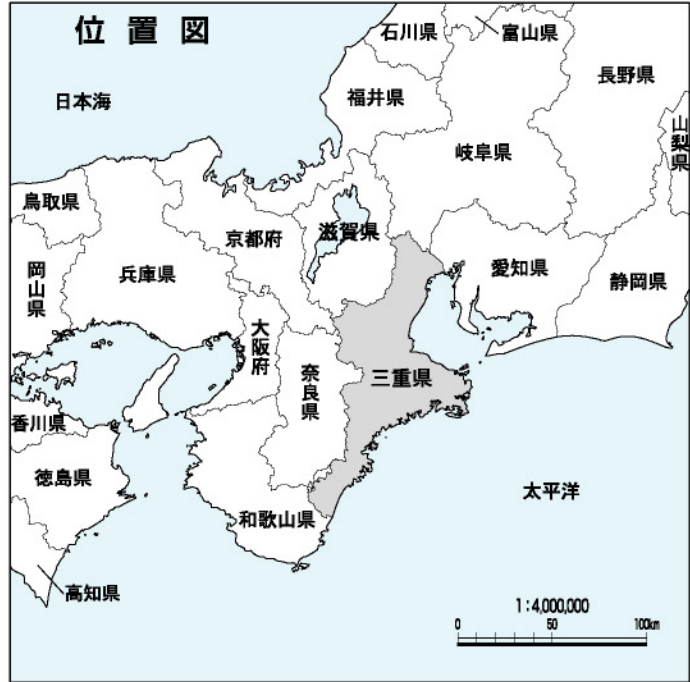 位置図
石川県
富山県
長野県
日本海
福井県
山梨県
岐阜県
鳥取県
京都府
滋賀県
愛知県
静岡県
岡山県
兵庫県
大阪府
奈良県
三重県
香川県
徳島県
和歌山県
太平洋
高知県
1:4,000,000
0 50 100km